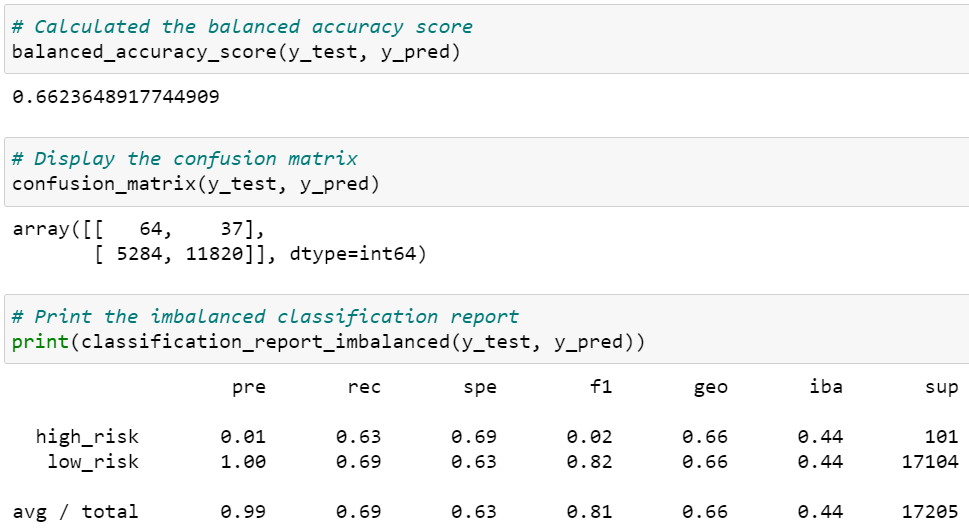 # Calculated the balanced accuracy score
balanced_accuracy_score(y_test, y_pred)
0.6623648917744909
# Display the confusion matrix
confusion_matrix(y_test, y_pred)
array([[   64,    37],
       [ 5284, 11820]], dtype=int64)
# Print the imbalanced classification report
print(classification_report_imbalanced(y_test, y_pred))
                   pre       rec       spe        f1       geo       iba       sup
  high_risk       0.01      0.63      0.69      0.02      0.66      0.44       101
   low_risk       1.00      0.69      0.63      0.82      0.66      0.44     17104
avg / total       0.99      0.69      0.63      0.81      0.66      0.44     17205